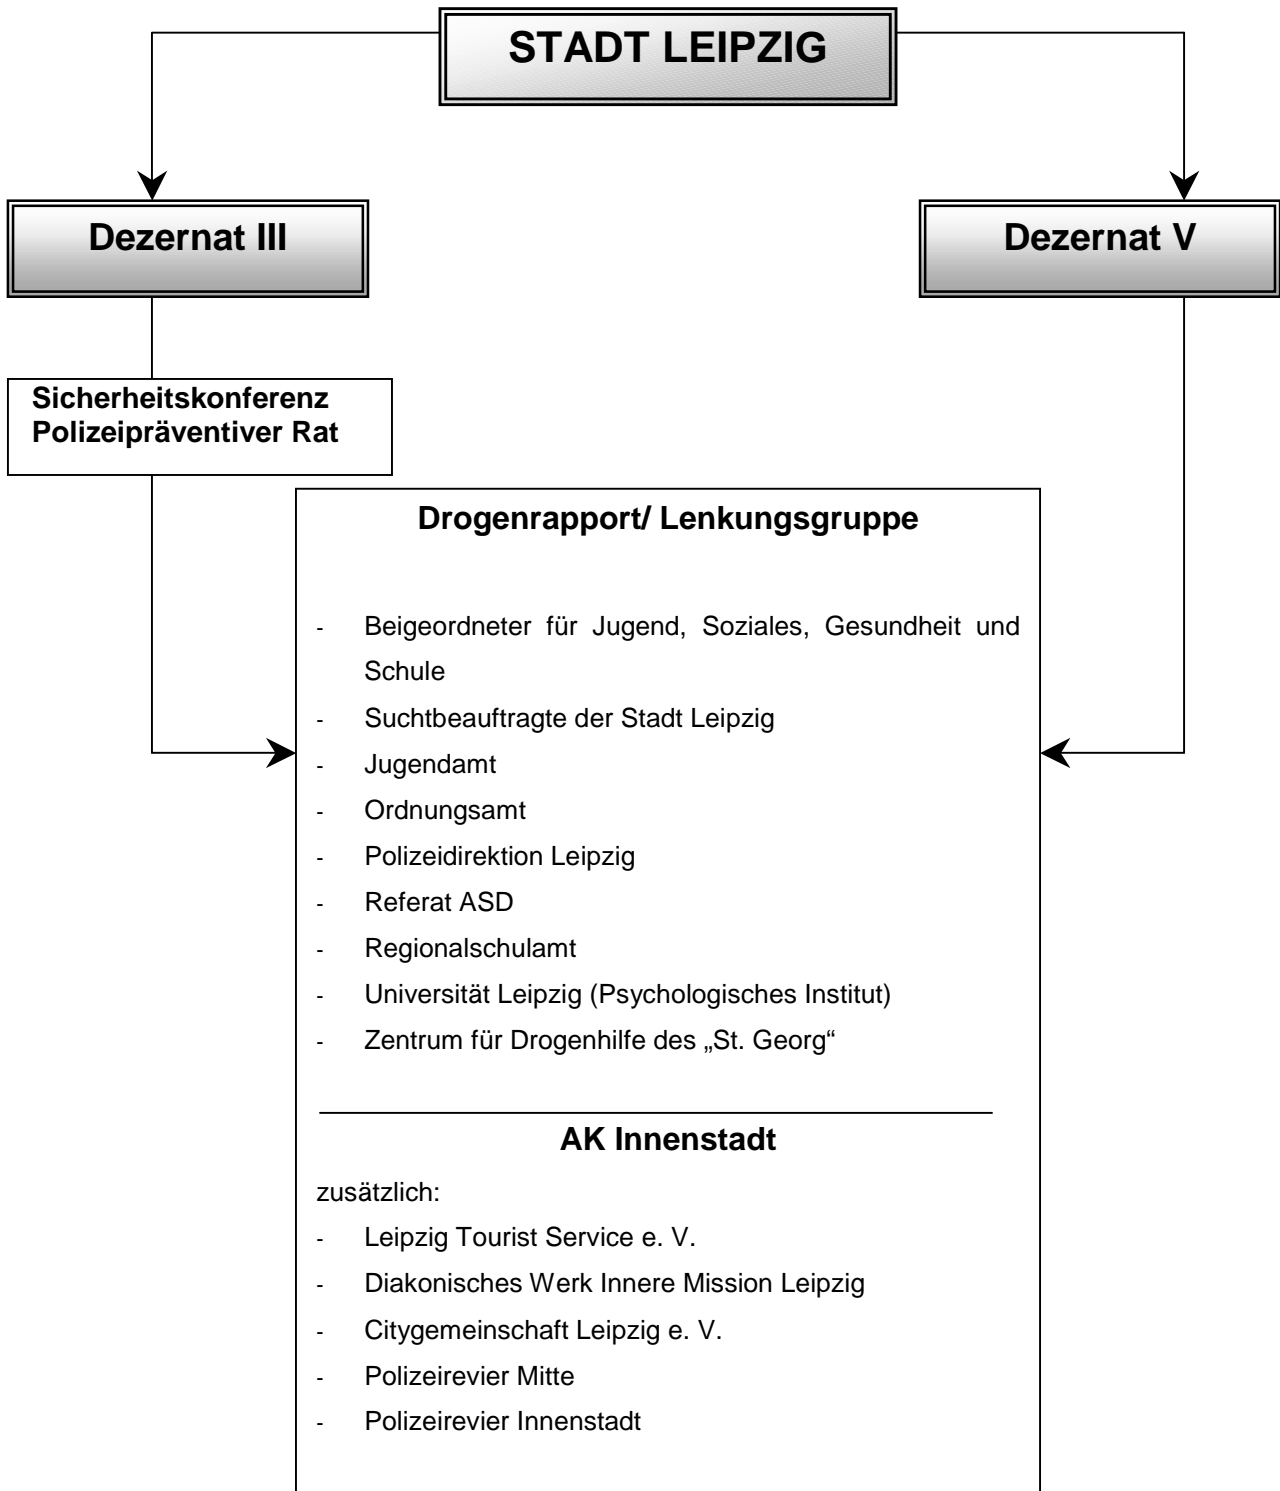 STADT LEIPZIG
Dezernat III
Dezernat V
Sicherheitskonferenz
Polizeipräventiver Rat
Drogenrapport/ Lenkungsgruppe
- Beigeordneter für Jugend, Soziales, Gesundheit und
Schule
- Suchtbeauftragte der Stadt Leipzig
- Jugendamt
- Ordnungsamt
- Polizeidirektion Leipzig
- Referat ASD
- Regionalschulamt
- Universität Leipzig (Psychologisches Institut)
- Zentrum für Drogenhilfe des „St. Georg“
AK Innenstadt
zusätzlich:
- Leipzig Tourist Service e. V.
- Diakonisches Werk Innere Mission Leipzig
- Citygemeinschaft Leipzig e. V.
- Polizeirevier Mitte
- Polizeirevier Innenstadt